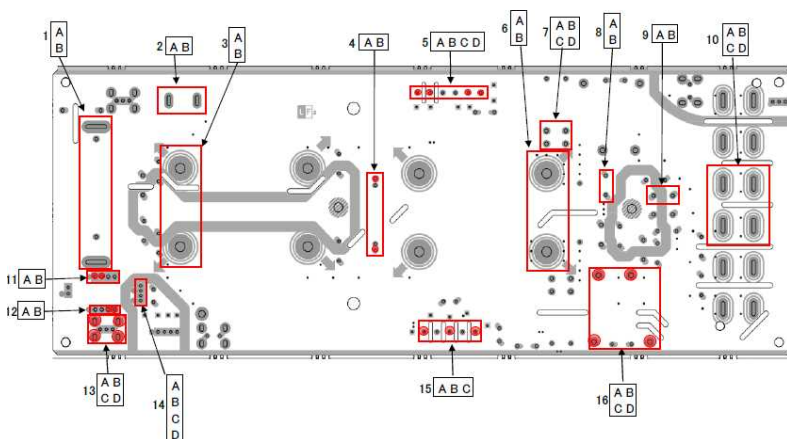 1 A
B
2 A B
3 A
B
4 A B
5 A B C D
6 A
B
7 A B
C D
8 A
B
9 A B
10 A B
C D
11 A B
12 A B
13 A B
C D
14 A
B
C
D
15 A B C
16 A B
C D